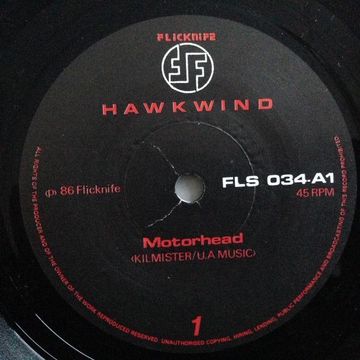 FLICKNIFE
HAWKWIND
℗ 86 Flicknife
FLS 034-A1
45 RPM
Motorhead
(KILMISTER/U.A MUSIC)
1
ALL RIGHTS OF THE PRODUCER AND OF THE OWNER OF THE WORK REPRODUCED RESERVED. UNAUTHORISED COPYING, HIRING, LENDING, PUBLIC PERFORMANCE AND BROADCASTING OF THIS RECORD PROHIBITED